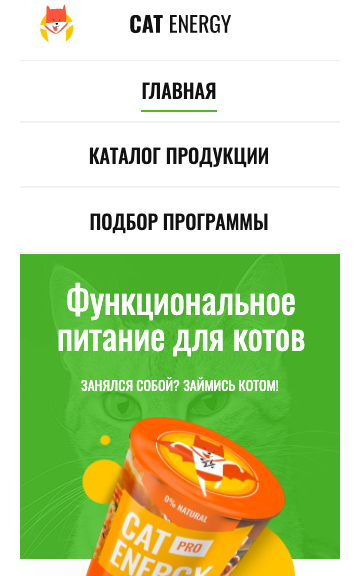 CAT ENERGY
ГЛАВНАЯ
КАТАЛОГ ПРОДУКЦИИ
ПОДБОР ПРОГРАММЫ
Функциональное
питание для котов
ЗАНЯЛСЯ СОБОЙ? ЗАЙМИСЬ КОТОМ!
0% NATURAL
CAT PRO
ENERGY